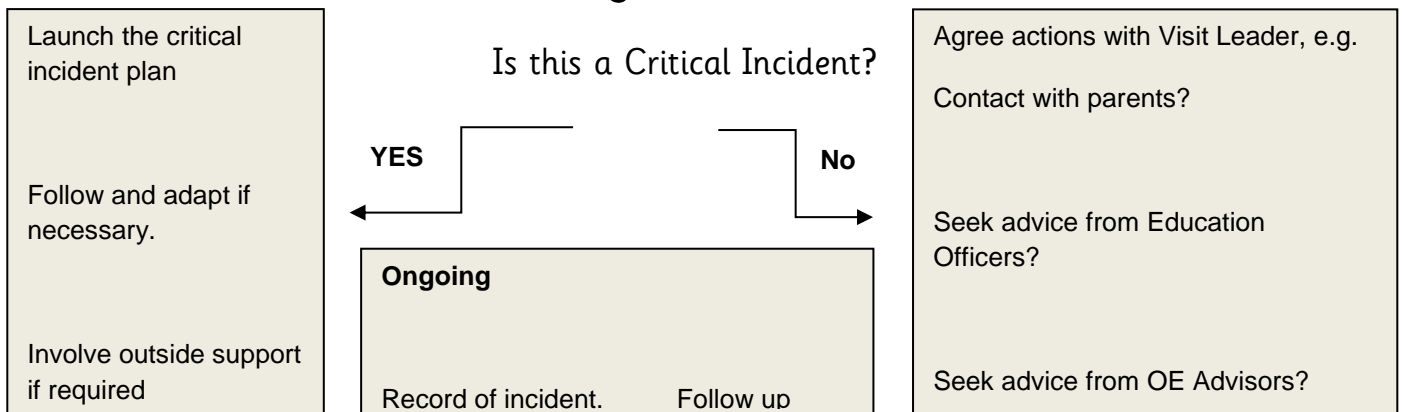 Launch the critical
incident plan
Follow and adapt if
necessary.
Involve outside support
if required
Is this a Critical Incident?
YES
No
Ongoing
Record of incident.
Follow up
Agree actions with Visit Leader, e.g.
Contact with parents?
Seek advice from Education
Officers?
Seek advice from OE Advisors?